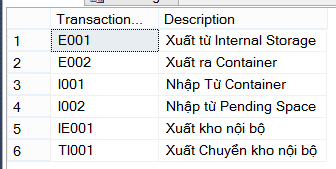 Transaction... Description
1 E001 Xuất từ Internal Storage
2 E002 Xuất ra Container
3 I001 Nhập Từ Container
4 I002 Nhập từ Pending Space
5 IE001 Xuất kho nội bộ
6 TI001 Xuất Chuyển kho nội bộ